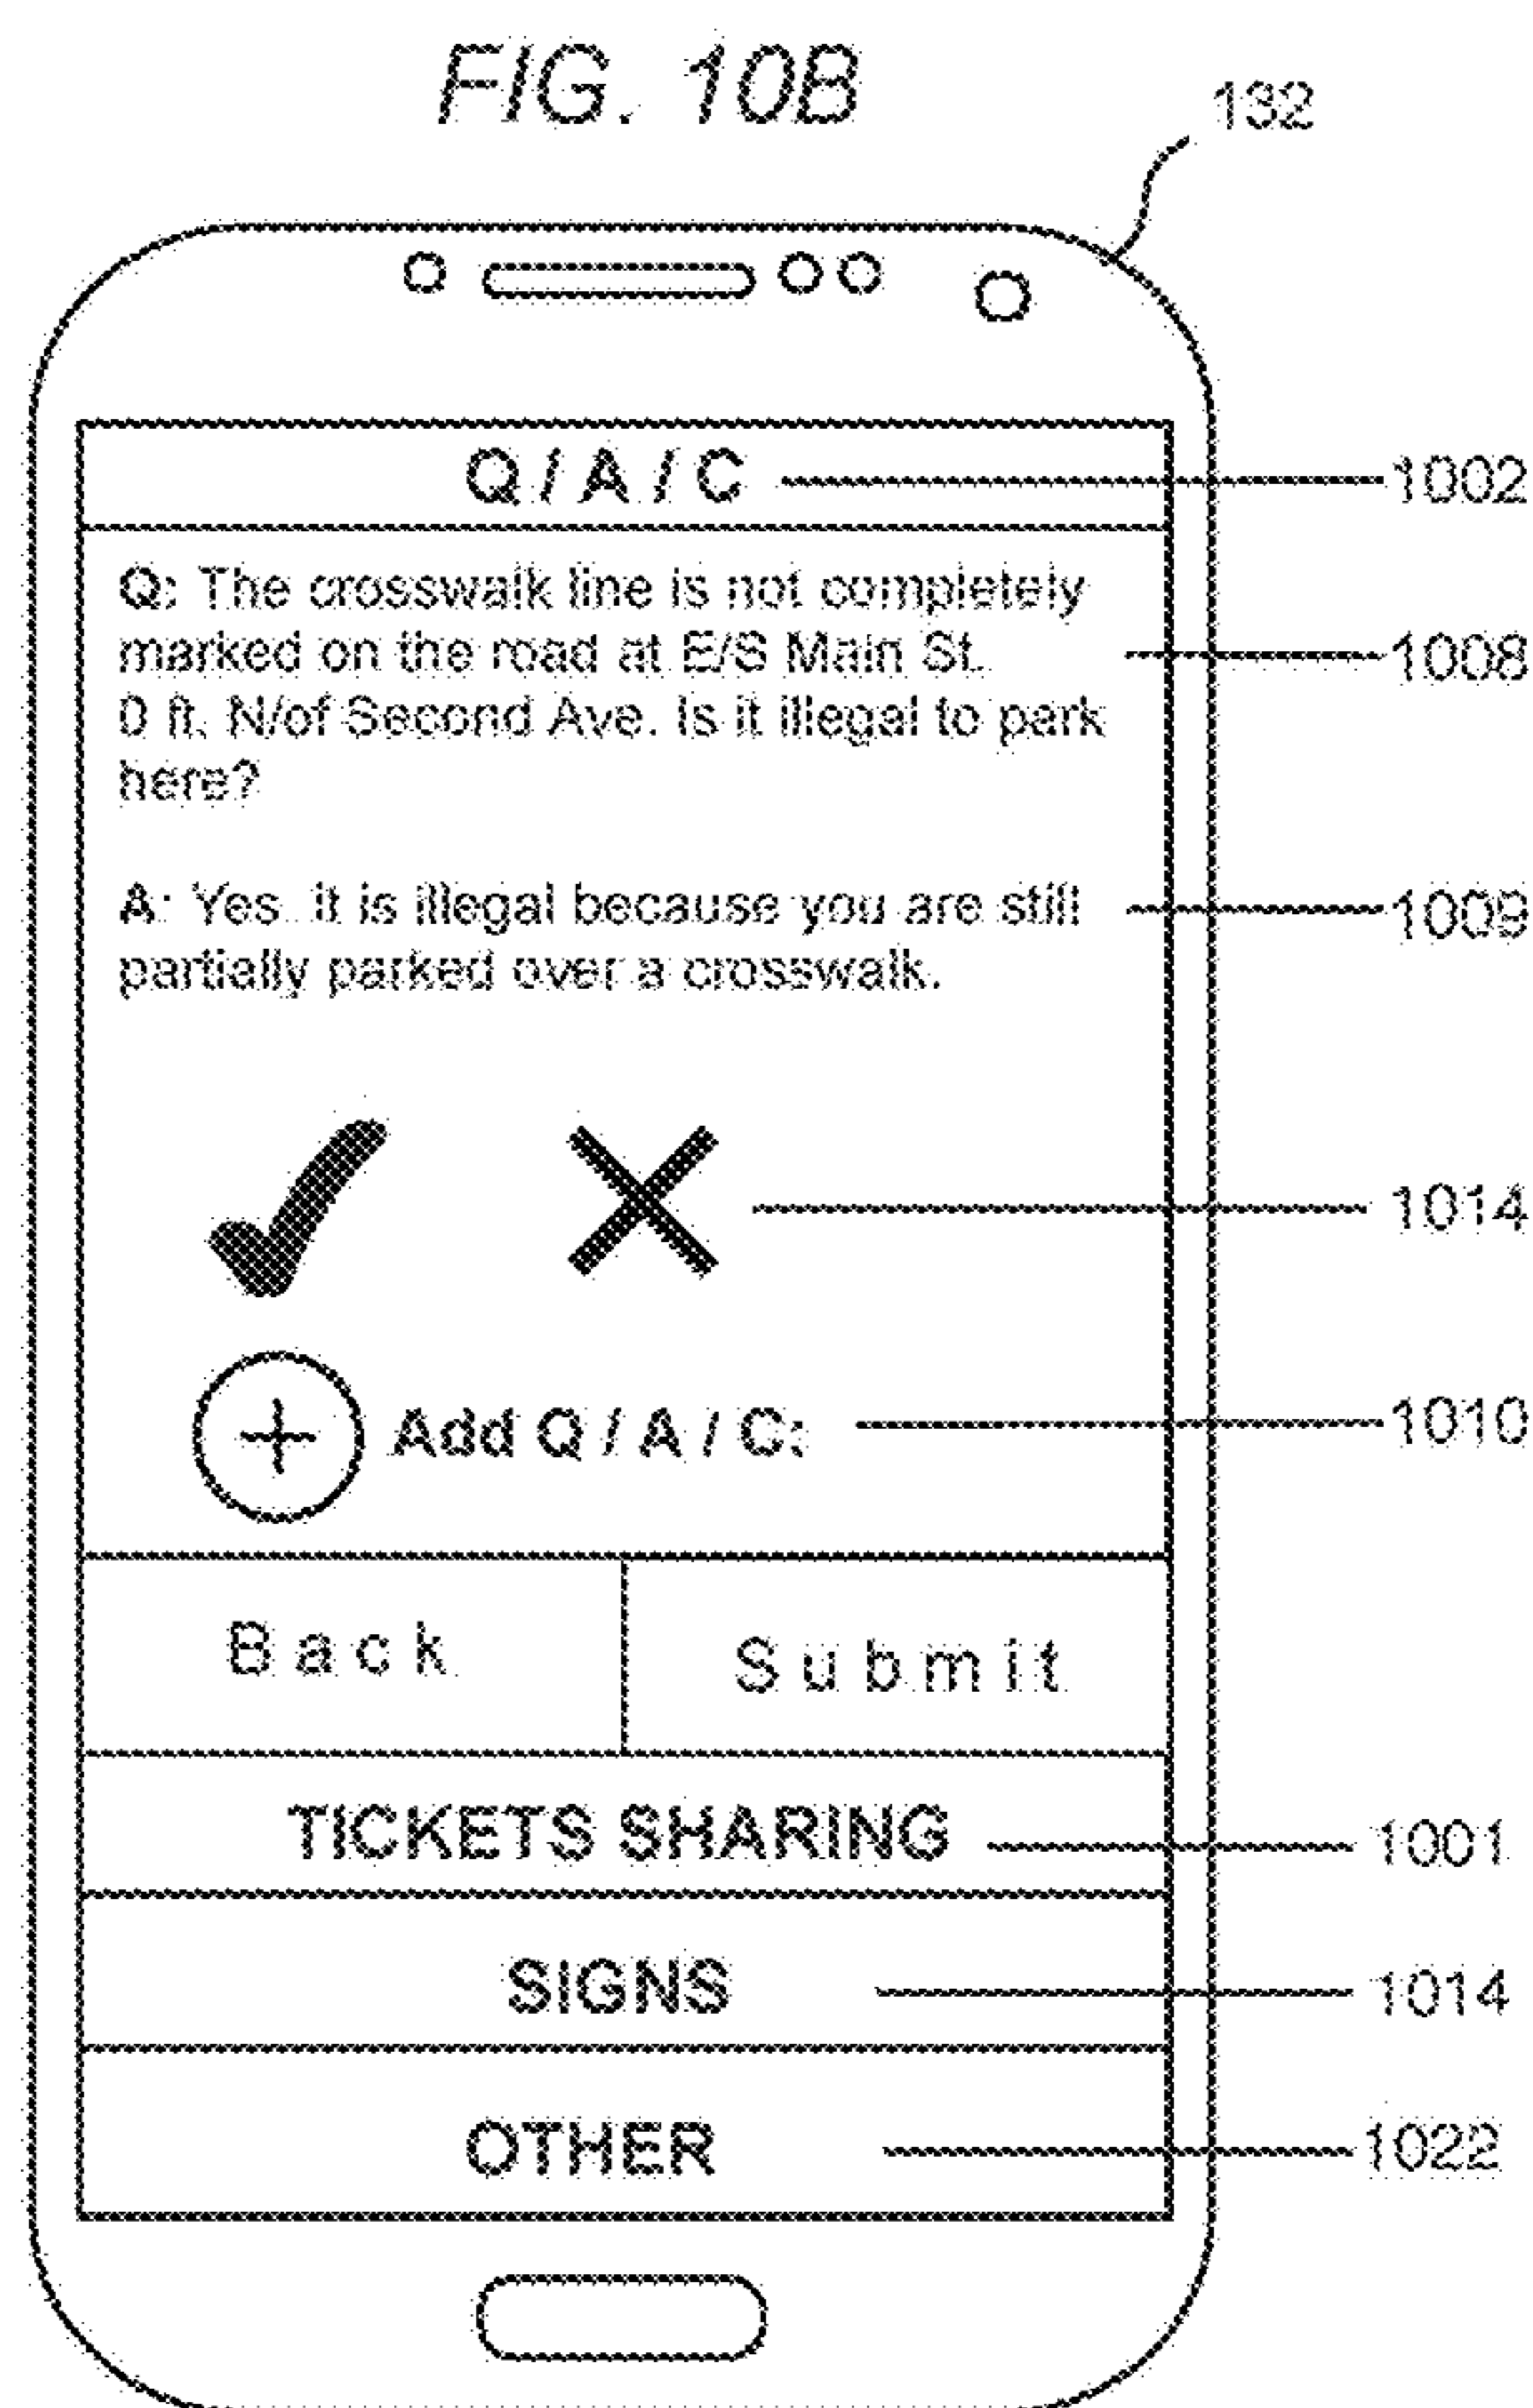 FIG. 10B
132
Q / A / C 1002
Q: The crosswalk line is not completely
marked on the road at E/S Main St. 1008
0 ft. N/of Second Ave. Is it illegal to park
here?
A: Yes. it is illegal because you are still 1009
partially parked over a crosswalk.
1014
Add Q / A / C: 1010
Back Submit
TICKETS SHARING 1001
SIGNS 1014
OTHER 1022